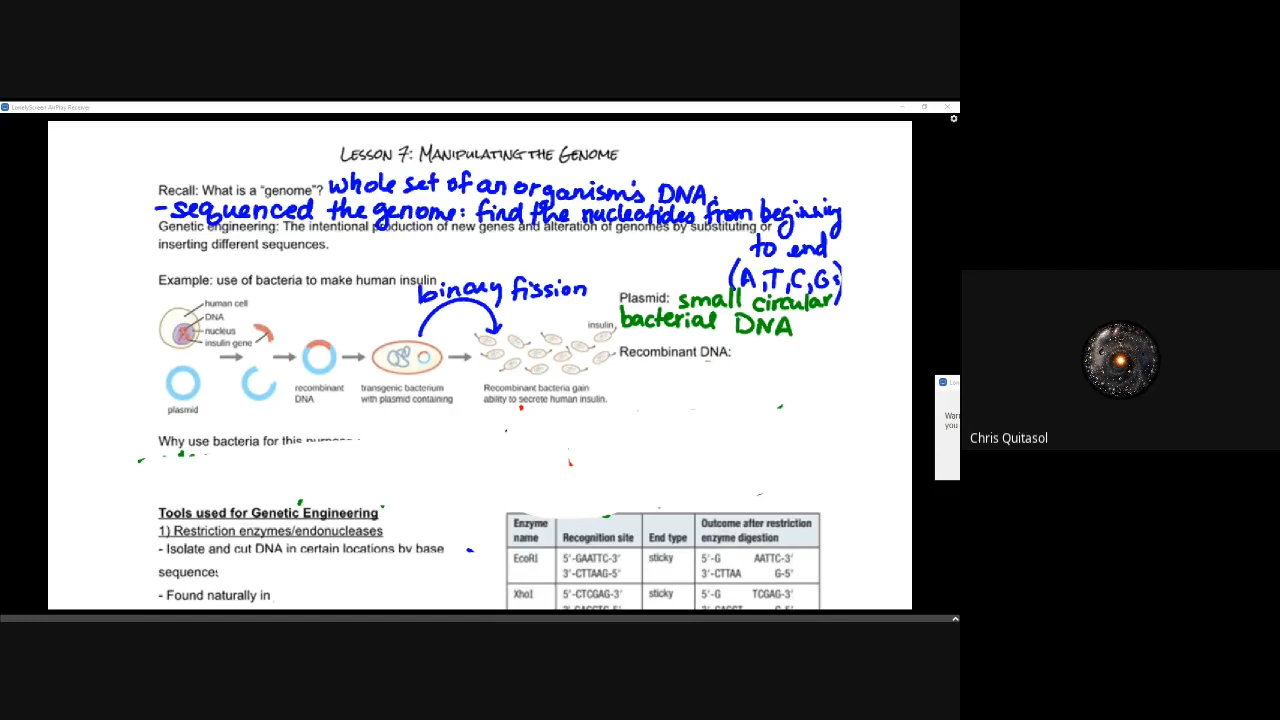 LonelyScreen AirPlay Receiver
LESSON 7: MANIPULATING THE GENOME
Recall: What is a "genome"? whole set of an organism's DNA.
- sequenced the genome: find the nucleotides from beginning
to end
(A,T,C,Gs)
Genetic engineering: The intentional production of new genes and alteration of genomes by substituting or
inserting different sequences.
Example: use of bacteria to make human insulin
binary fission
human cell
DNA
nucleus
insulin gene
plasmid
recombinant
DNA
transgenic bacterium
with plasmid containing
insulin
Recombinant bacteria gain
ability to secrete human insulin.
Plasmid: small circular
bacterial DNA
Recombinant DNA:
Why use bacteria for this
Tools used for Genetic Engineering
1) Restriction enzymes/endonucleases
- Isolate and cut DNA in certain locations by base
sequences
- Found naturally in
Enzyme name Recognition site End type Outcome after restriction enzyme digestion
EcoRI 5'-GAATTC-3' sticky 5'-G AATTC-3'
3'-CTTAAG-5' 3'-CTTAA G-5'
XhoI 5'-CTCGAG-3' sticky 5'-G TCGAG-3'
Chris Quitasol